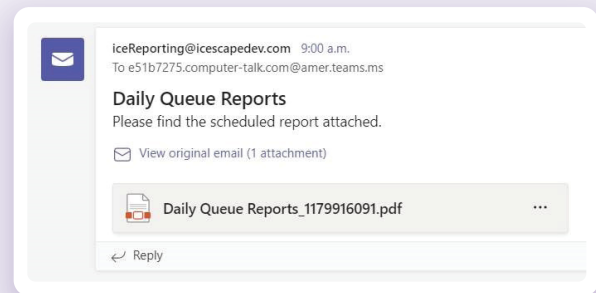 iceReporting@icescapedev.com 9:00 a.m.
To e51b7275.computer-talk.com@amer.teams.ms
Daily Queue Reports
Please find the scheduled report attached.
View original email (1 attachment)
Daily Queue Reports_1179916091.pdf
Reply